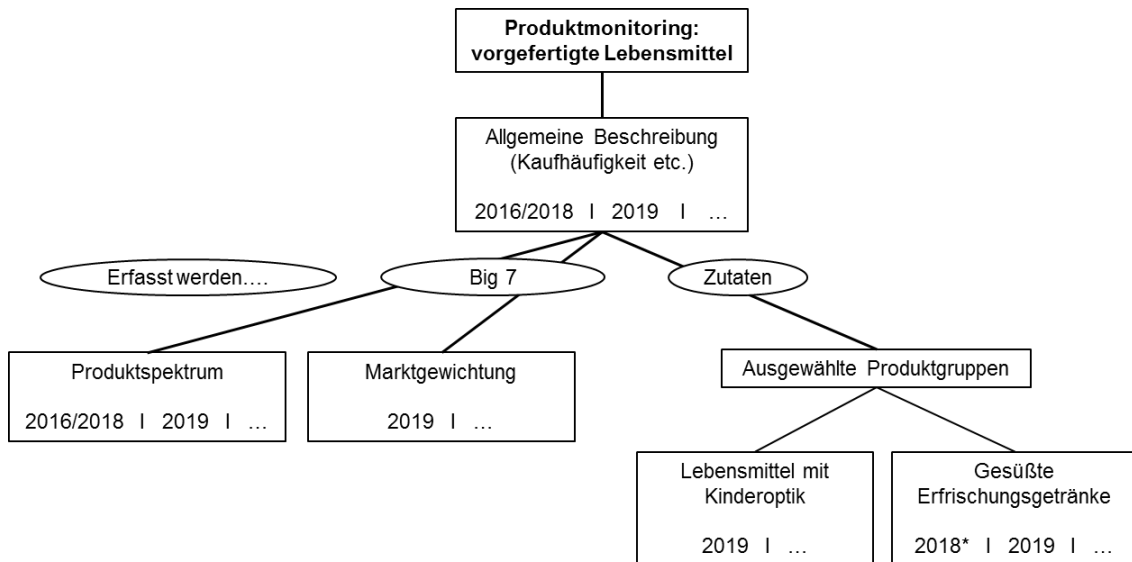 Produktmonitoring:
vorgefertigte Lebensmittel
Allgemeine Beschreibung
(Kaufhäufigkeit etc.)
2016/2018 I 2019 I …
Erfasst werden….
Big 7
Zutaten
Produktspektrum
2016/2018 I 2019 I …
Marktgewichtung
2019 I …
Ausgewählte Produktgruppen
Lebensmittel mit
Kinderoptik
2019 I …
Gesüßte
Erfrischungsgetränke
2018* I 2019 I …